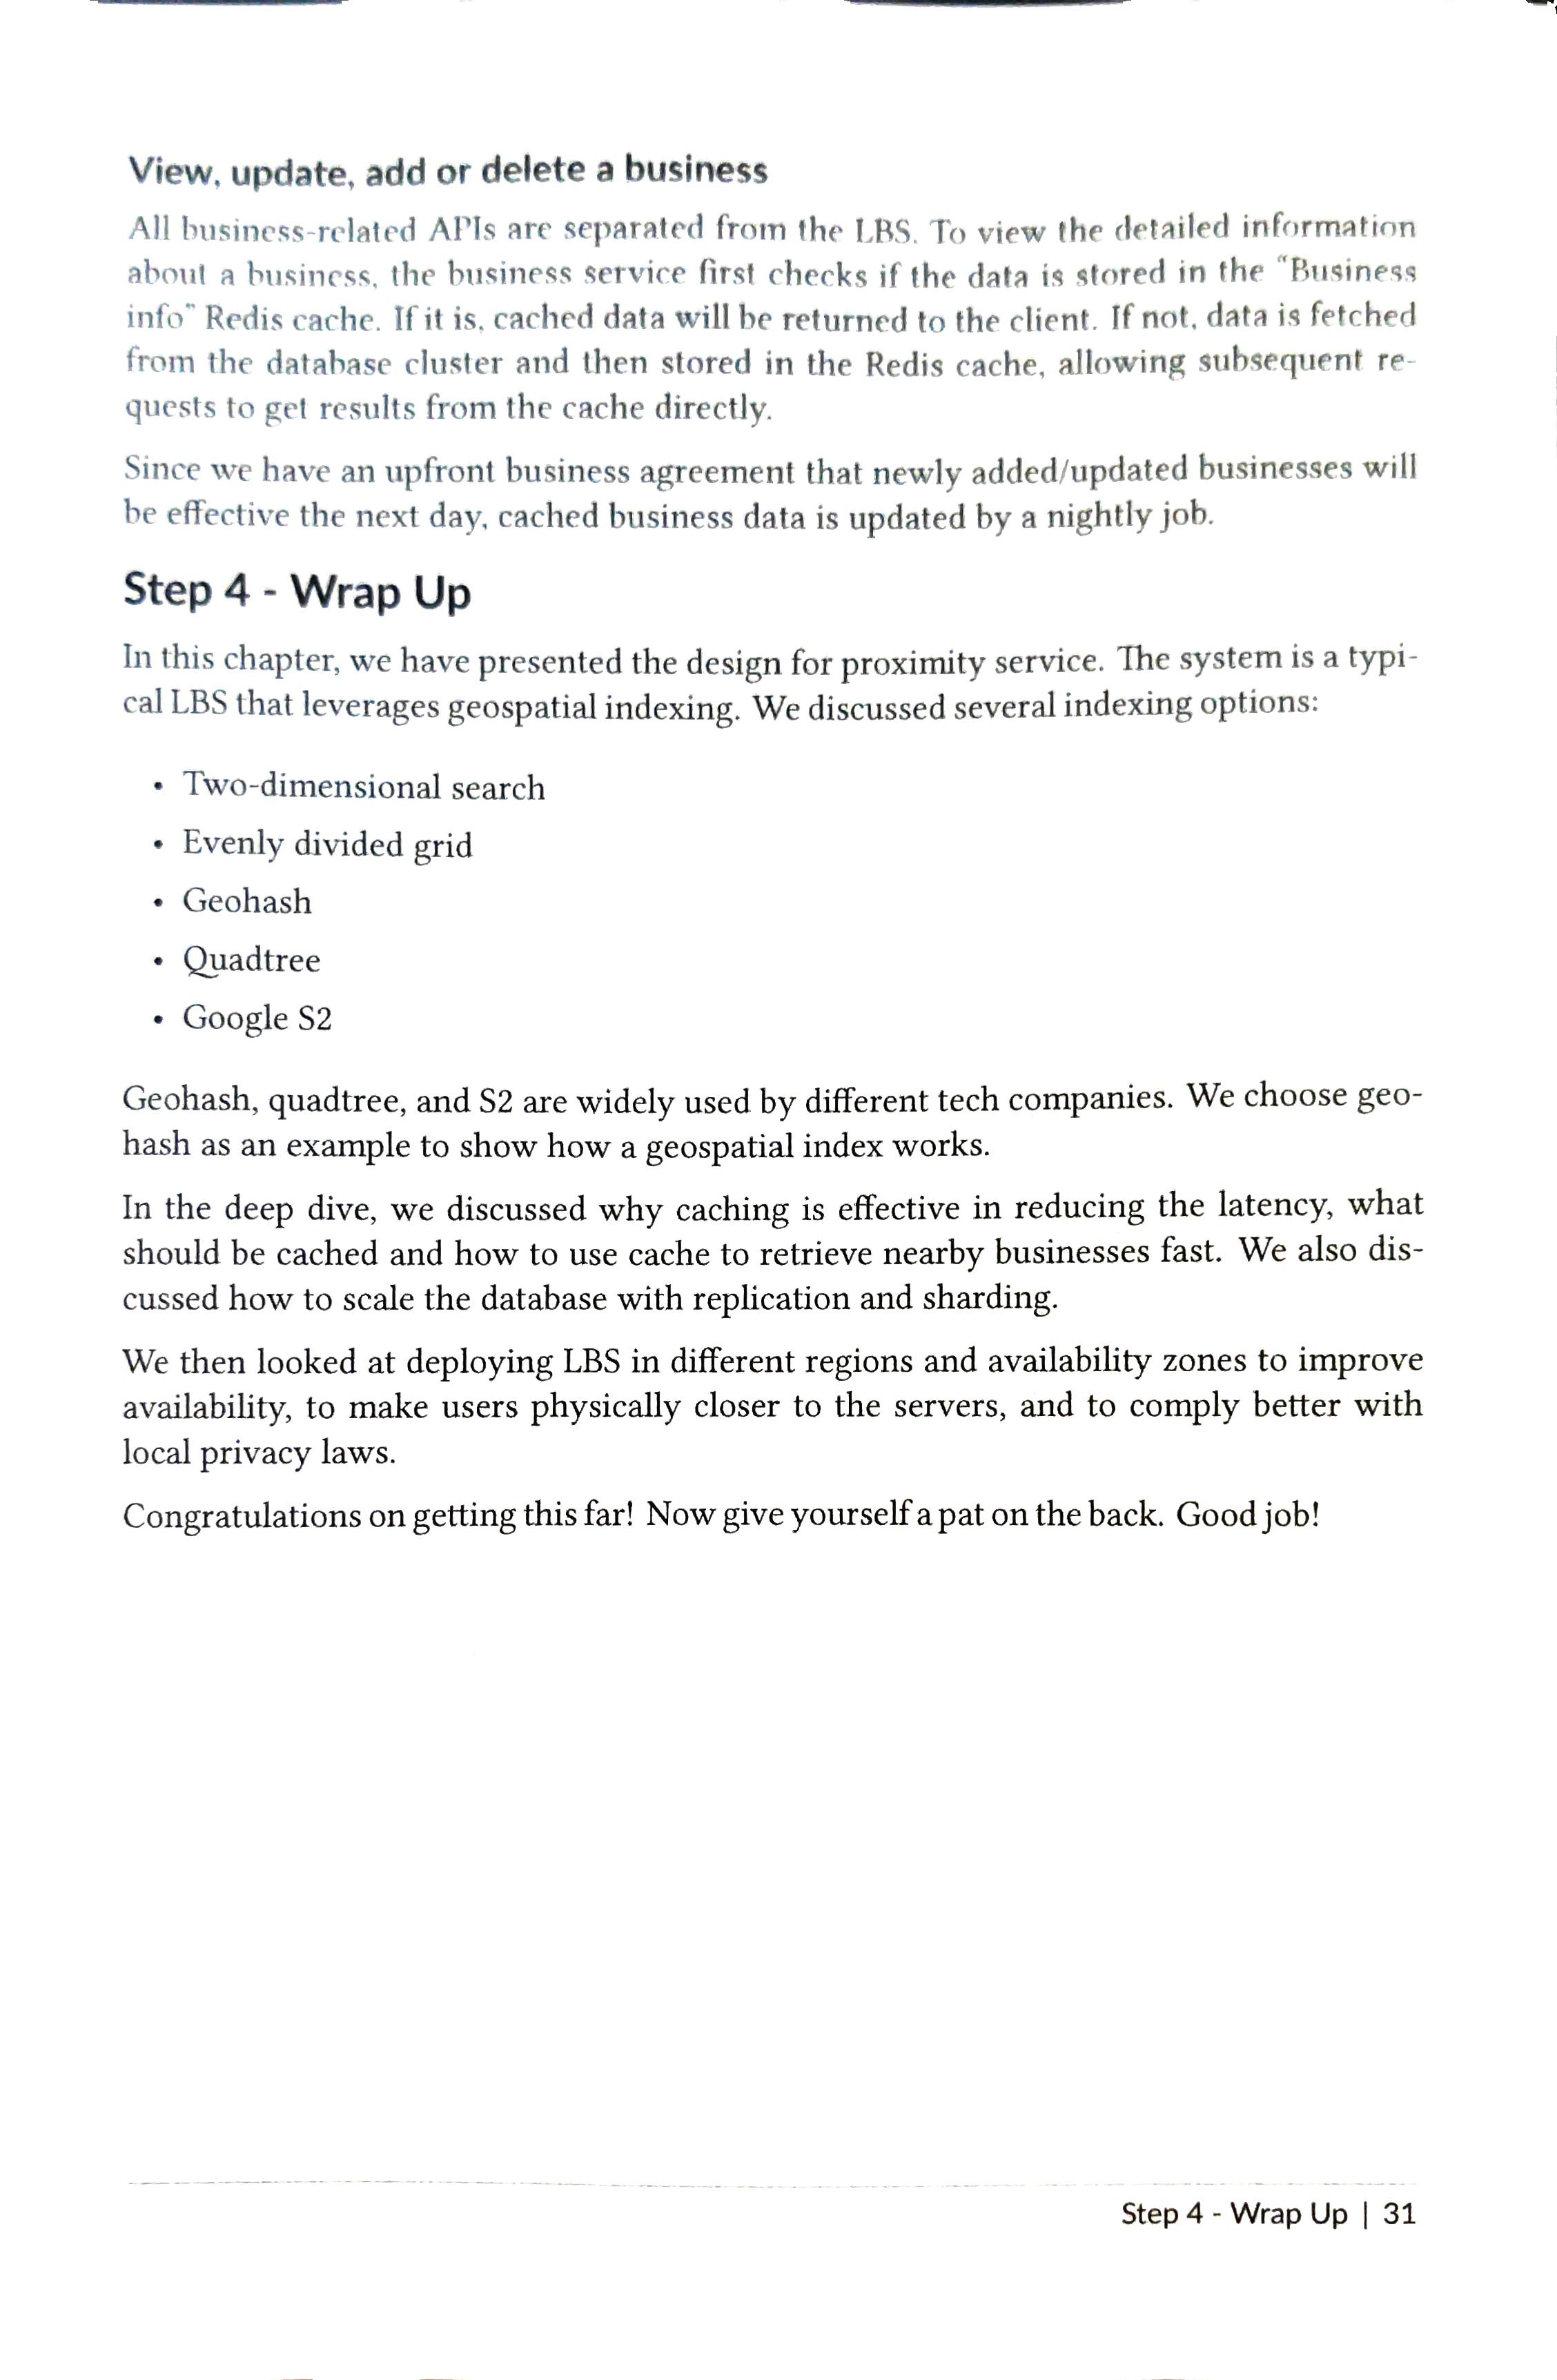 View, update, add or delete a business
All business-related APIs are separated from the LBS. To view the detailed information
about a business, the business service first checks if the data is stored in the “Business
info” Redis cache. If it is, cached data will be returned to the client. If not, data is fetched
from the database cluster and then stored in the Redis cache, allowing subsequent re-
quests to get results from the cache directly.
Since we have an upfront business agreement that newly added/updated businesses will
be effective the next day, cached business data is updated by a nightly job.
Step 4 - Wrap Up
In this chapter, we have presented the design for proximity service. The system is a typi-
cal LBS that leverages geospatial indexing. We discussed several indexing options:
• Two-dimensional search
• Evenly divided grid
• Geohash
• Quadtree
• Google S2
Geohash, quadtree, and S2 are widely used by different tech companies. We choose geo-
hash as an example to show how a geospatial index works.
In the deep dive, we discussed why caching is effective in reducing the latency, what
should be cached and how to use cache to retrieve nearby businesses fast. We also dis-
cussed how to scale the database with replication and sharding.
We then looked at deploying LBS in different regions and availability zones to improve
availability, to make users physically closer to the servers, and to comply better with
local privacy laws.
Congratulations on getting this far! Now give yourself a pat on the back. Good job!
Step 4 - Wrap Up | 31